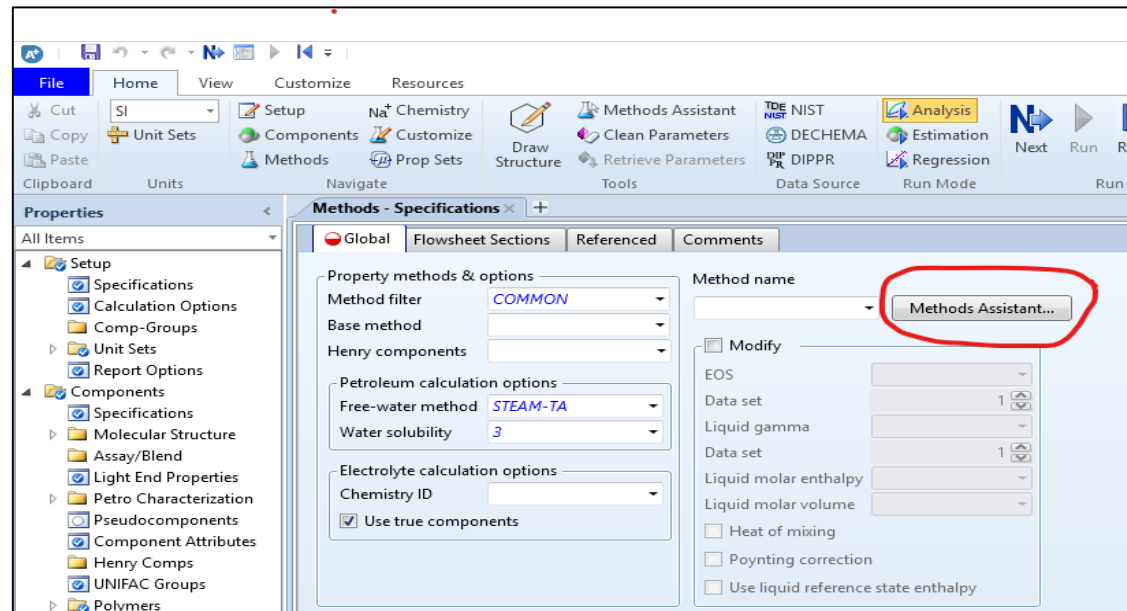 File Home View Customize Resources
Cut SI Setup Na+ Chemistry Methods Assistant TDE NIST NIST Analysis
Copy Unit Sets Components Customize Clean Parameters DECHEMA Estimation
Paste Methods Prop Sets Draw Structure Retrieve Parameters DIPPR DIPPR Regression Next Run R
Clipboard Units Navigate Tools Data Source Run Mode Run
Properties
All Items
Setup
Specifications
Calculation Options
Comp-Groups
Unit Sets
Report Options
Components
Specifications
Molecular Structure
Assay/Blend
Light End Properties
Petro Characterization
Pseudocomponents
Component Attributes
Henry Comps
UNIFAC Groups
Polymers
Methods - Specifications
Global Flowsheet Sections Referenced Comments
Property methods & options
Method filter COMMON
Base method
Henry components
Petroleum calculation options
Free-water method STEAM-TA
Water solubility 3
Electrolyte calculation options
Chemistry ID
Use true components
Method name
Methods Assistant...
Modify
EOS
Data set 1
Liquid gamma
Data set 1
Liquid molar enthalpy
Liquid molar volume
Heat of mixing
Poynting correction
Use liquid reference state enthalpy